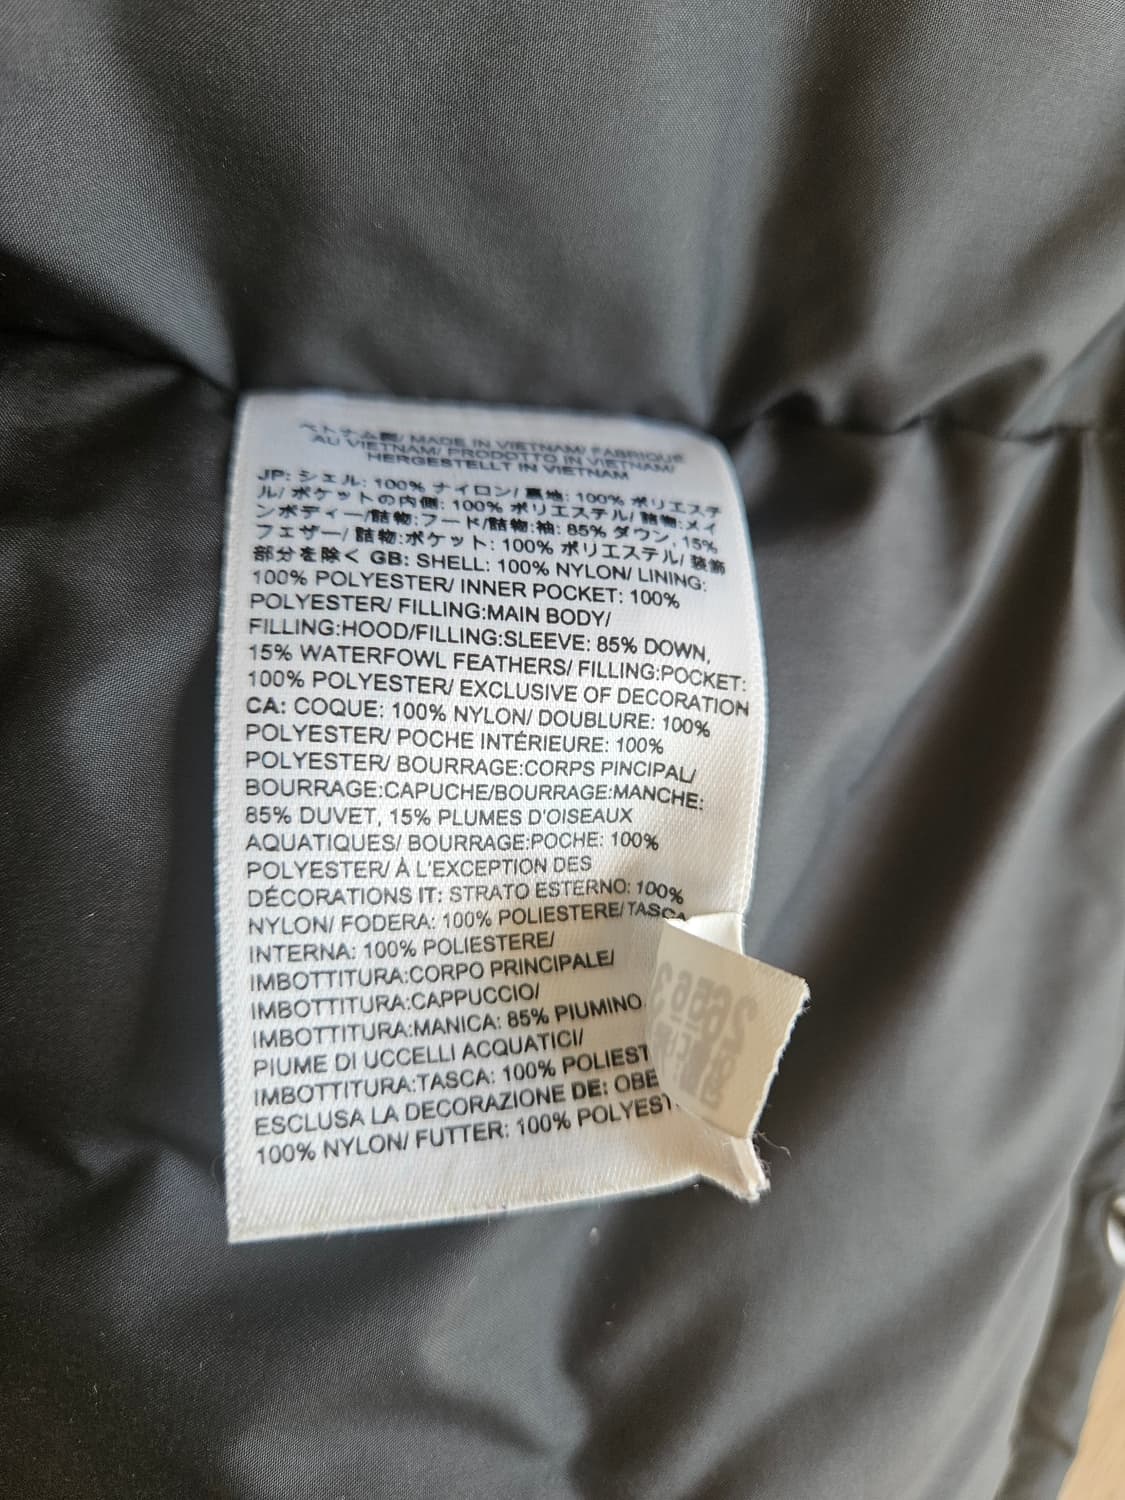 ベトナム製/ MADE IN VIETNAM/ FABRIQUÉ
AU VIETNAM/ PRODOTTO IN VIETNAM/
HERGESTELLT IN VIETNAM
JP: シェル: 100% ナイロン/ 裏地: 100% ポリエステ
ル/ ポケットの内側: 100% ポリエステル/ 詰物:メイ
ンボディー/詰物:フード/詰物:袖: 85% ダウン, 15%
フェザー/ 詰物:ポケット: 100% ポリエステル/ 装飾
部分を除く GB: SHELL: 100% NYLON/ LINING:
100% POLYESTER/ INNER POCKET: 100%
POLYESTER/ FILLING:MAIN BODY/
FILLING:HOOD/FILLING:SLEEVE: 85% DOWN,
15% WATERFOWL FEATHERS/ FILLING:POCKET:
100% POLYESTER/ EXCLUSIVE OF DECORATION
CA: COQUE: 100% NYLON/ DOUBLURE: 100%
POLYESTER/ POCHE INTÉRIEURE: 100%
POLYESTER/ BOURRAGE:CORPS PINCIPAL/
BOURRAGE:CAPUCHE/BOURRAGE:MANCHE:
85% DUVET, 15% PLUMES D'OISEAUX
AQUATIQUES/ BOURRAGE:POCHE: 100%
POLYESTER/ À L'EXCEPTION DES
DÉCORATIONS IT: STRATO ESTERNO: 100%
NYLON/ FODERA: 100% POLIESTERE/ TASCA
INTERNA: 100% POLIESTERE/
IMBOTTITURA:CORPO PRINCIPALE/
IMBOTTITURA:CAPPUCCIO/
IMBOTTITURA:MANICA: 85% PIUMINO
PIUME DI UCCELLI ACQUATICI/
IMBOTTITURA:TASCA: 100% POLIEST
ESCLUSA LA DECORAZIONE DE: OBE
100% NYLON/ FUTTER: 100% POLYEST